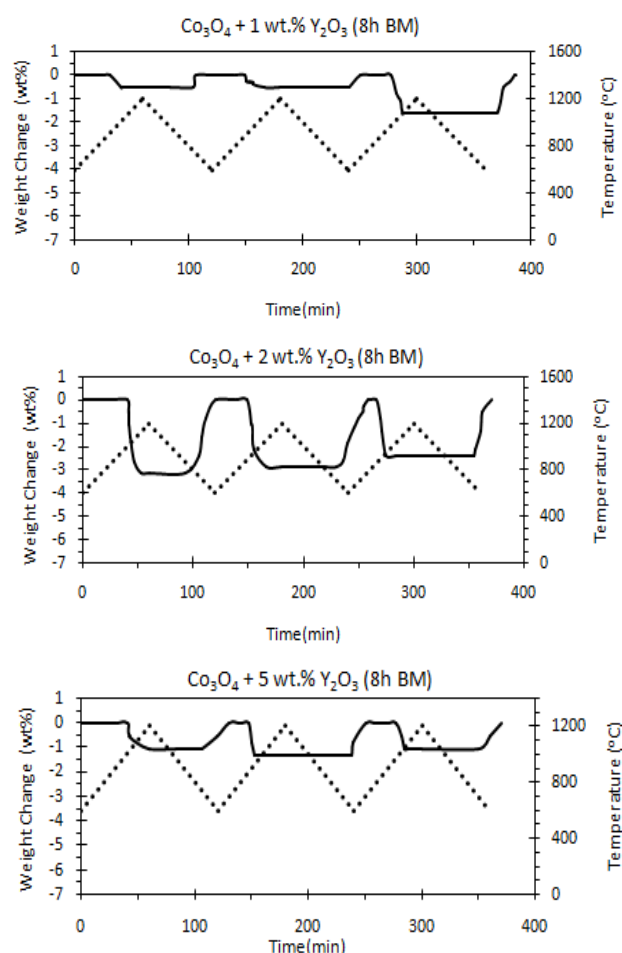 Co₃O₄ + 1 wt.% Y₂O₃ (8h BM)
Weight Change (wt%)
1
0
-1
-2
-3
-4
-5
-6
-7
1600
1200
800
400
0
Temperature (°C)
0 100 200 300 400
Time(min)
Co₃O₄ + 2 wt.% Y₂O₃ (8h BM)
Weight Change (wt%)
1
0
-1
-2
-3
-4
-5
-6
-7
1600
1200
800
400
0
Temperature (°C)
0 100 200 300 400
Time(min)
Co₃O₄ + 5 wt.% Y₂O₃ (8h BM)
Weight Change (wt%)
1
0
-1
-2
-3
-4
-5
-6
-7
1200
800
400
0
Temperature (°C)
0 100 200 300 400
Time(min)